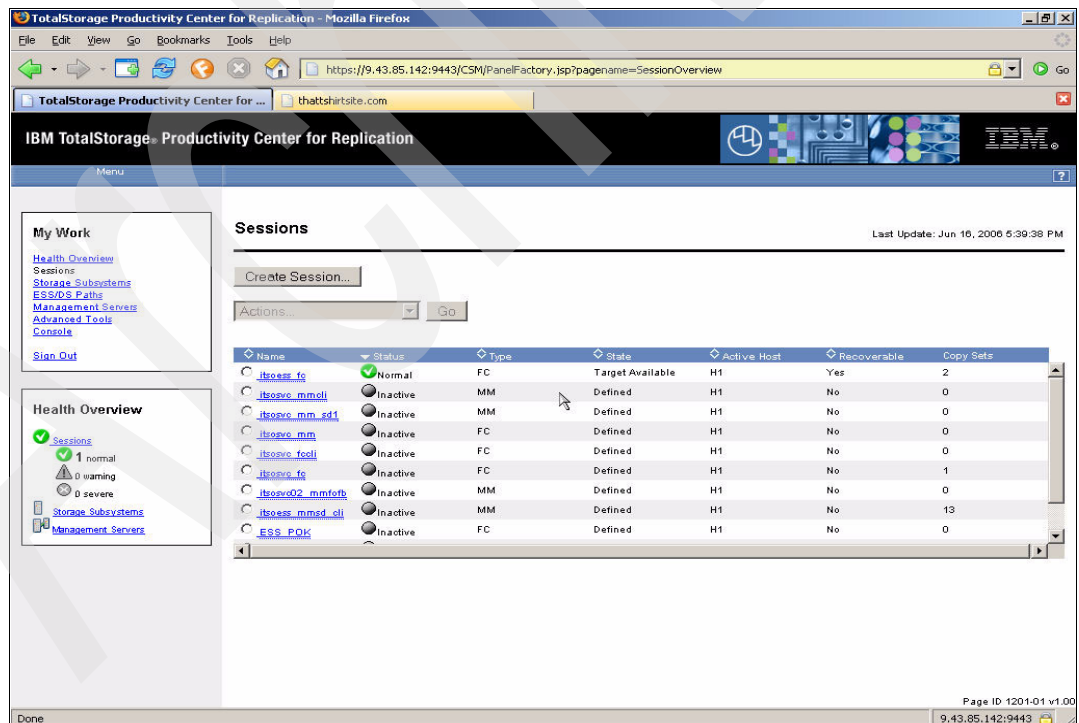 TotalStorage Productivity Center for Replication - Mozilla Firefox
File Edit View Go Bookmarks Tools Help
https://9.43.85.142:9443/CSM/PanelFactory.jsp?pagename=SessionOverview
Go
TotalStorage Productivity Center for ... thattshirtsite.com
IBM TotalStorage® Productivity Center for Replication
IBM®
Menu
?
My Work
Health Overview
Sessions
Storage Subsystems
ESS/DS Paths
Management Servers
Advanced Tools
Console
Sign Out
Health Overview
Sessions
1 normal
0 warning
0 severe
Storage Subsystems
Management Servers
Sessions
Last Update: Jun 16, 2006 5:39:38 PM
Create Session...
Actions... Go
Name Status Type State Active Host Recoverable Copy Sets
itsoess_fc Normal FC Target Available H1 Yes 2
itsosvc_mmcli Inactive MM Defined H1 No 0
itsosvc_mm_sd1 Inactive MM Defined H1 No 0
itsosvc_mm Inactive FC Defined H1 No 0
itsosvc_fccli Inactive FC Defined H1 No 0
itsosvc_fc Inactive FC Defined H1 No 1
itsosvc02_mmfofb Inactive MM Defined H1 No 0
itsoess_mmsd_cli Inactive MM Defined H1 No 13
ESS_POK Inactive FC Defined H1 No 0
Page ID 1201-01 v1.00
Done
9.43.85.142:9443